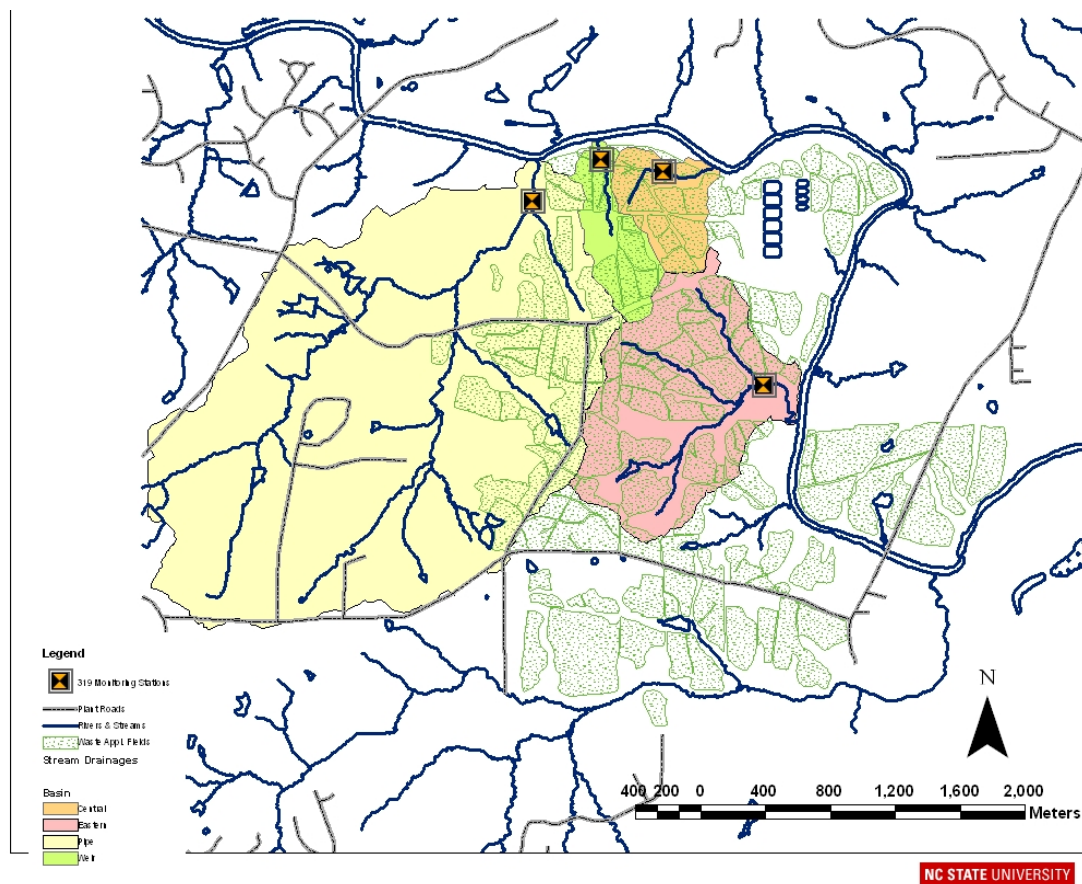 Legend
319 Monitoring Stations
Plant Roads
Rivers & Streams
Waste Appl. Fields
Stream Drainages
Basin
Central
Eastern
Pipe
Weir
N
400 200 0 400 800 1,200 1,600 2,000
Meters
NC STATE UNIVERSITY